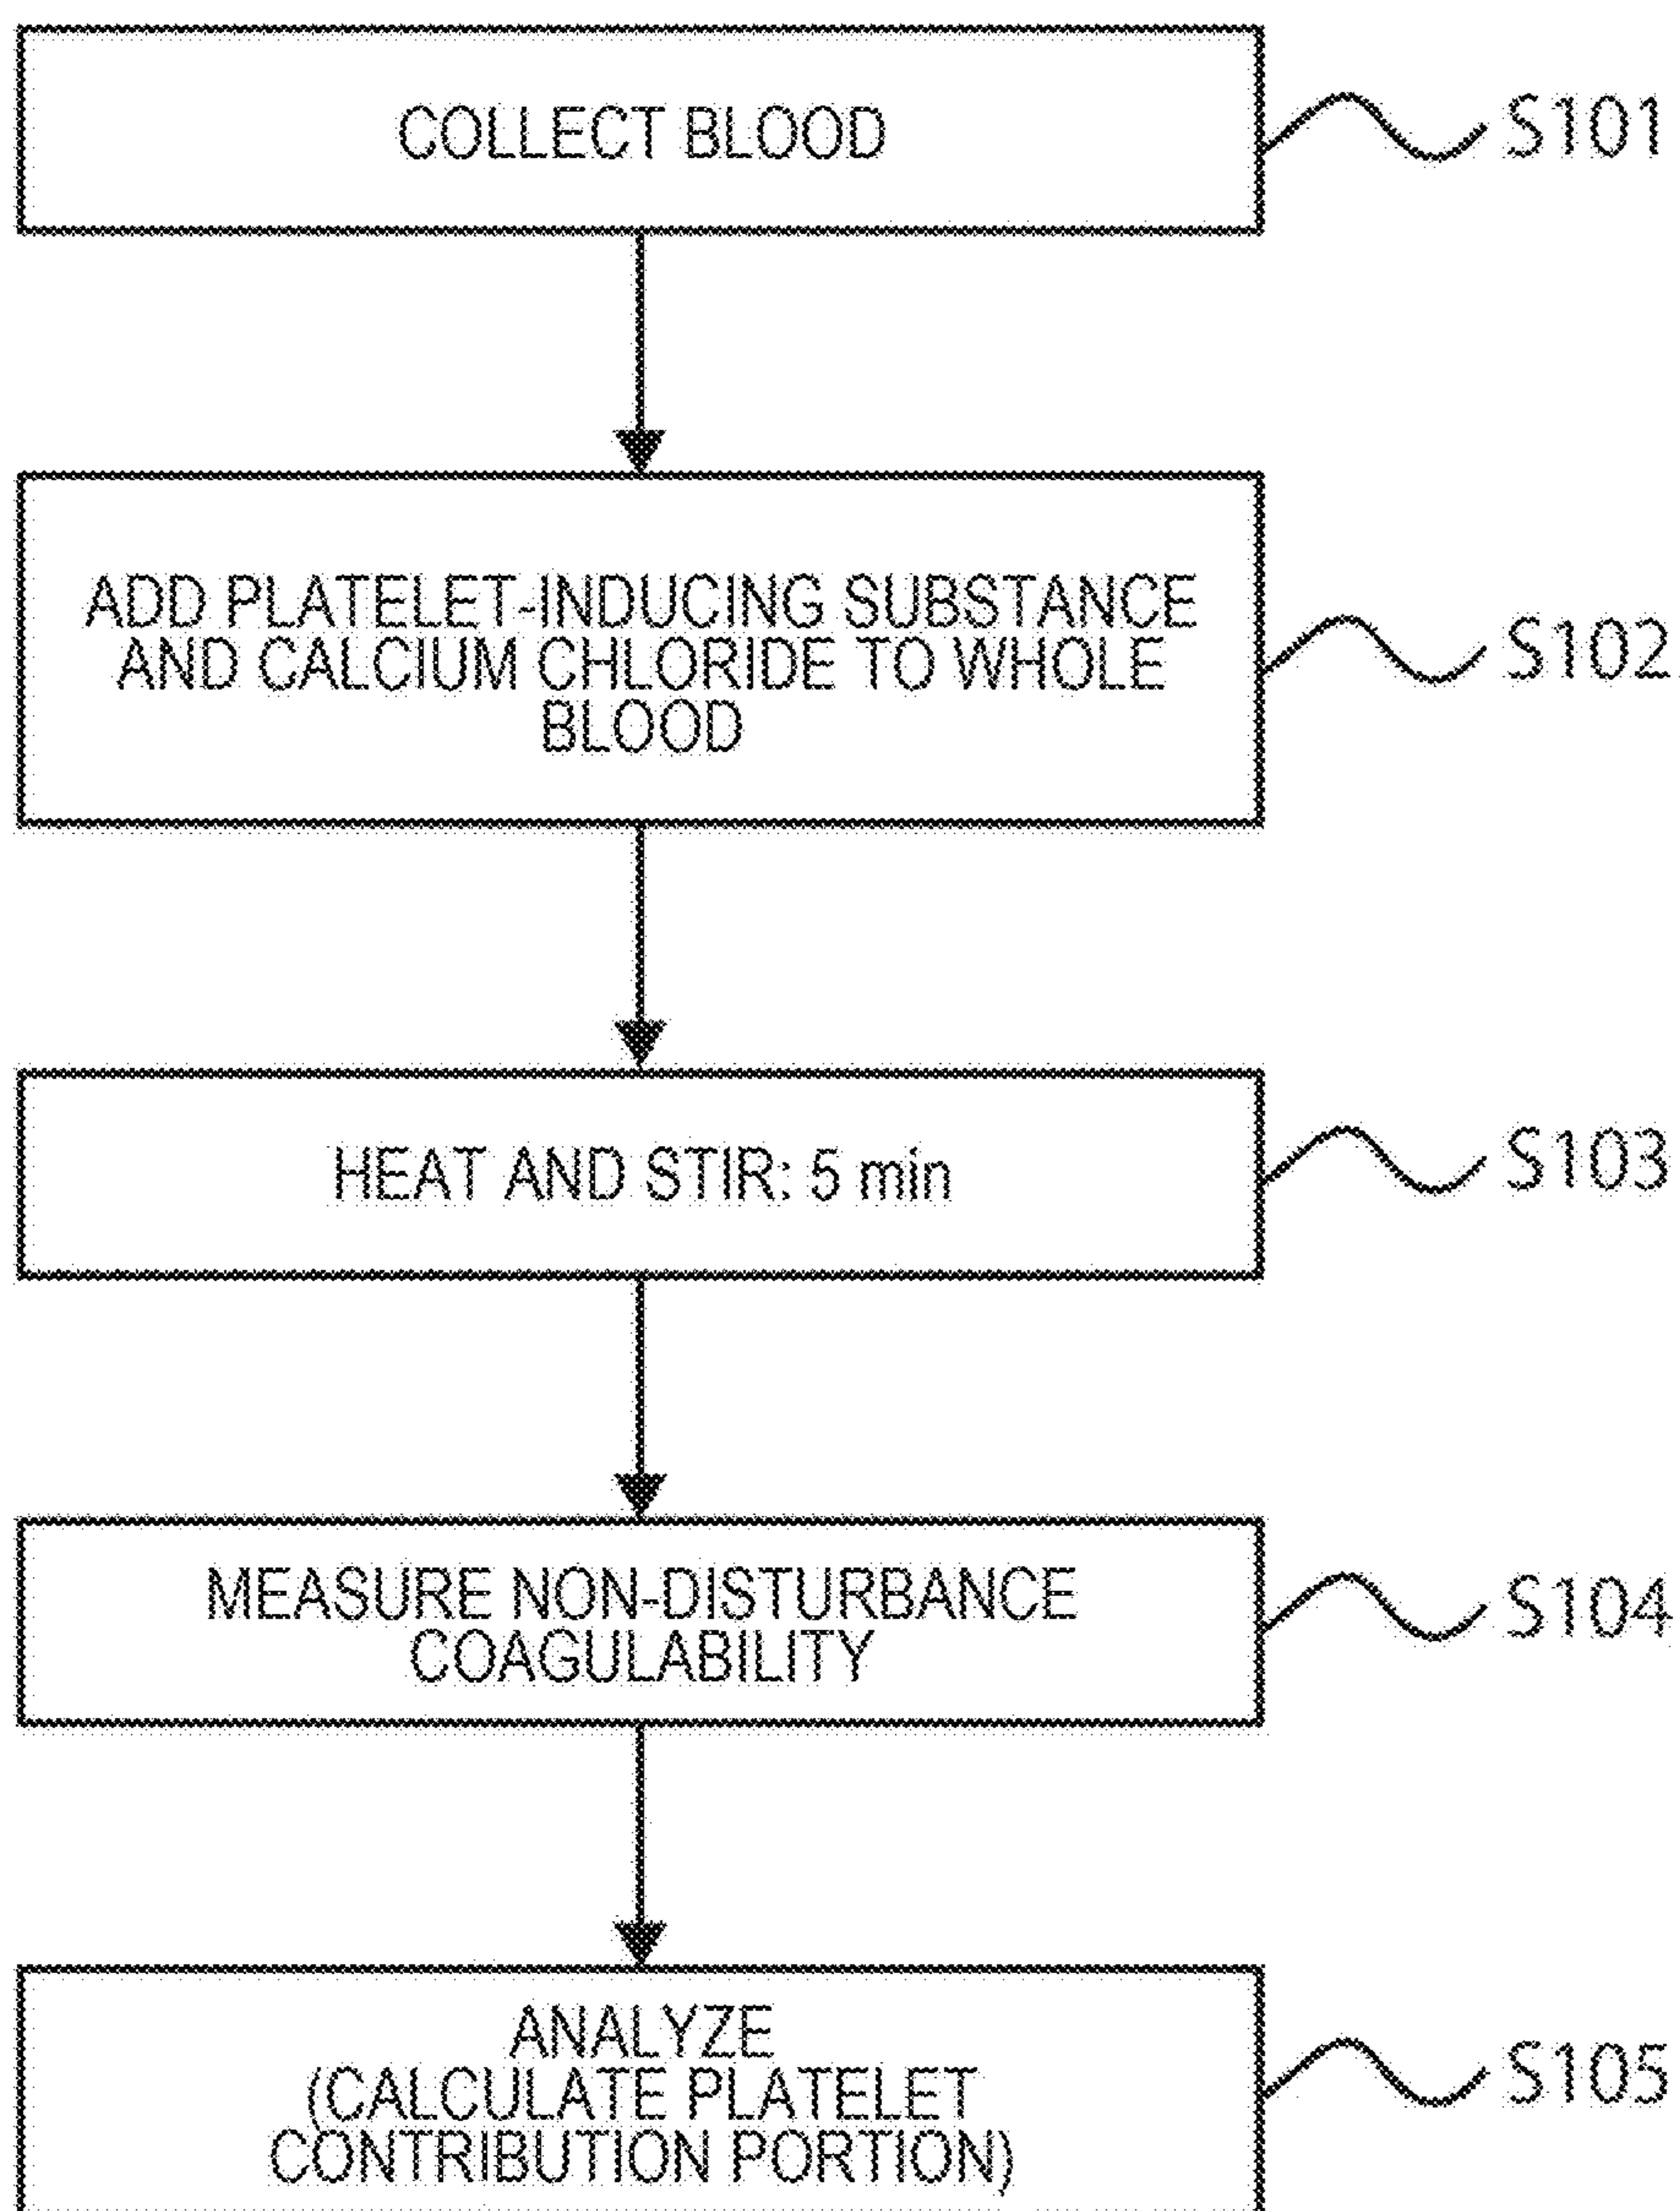 COLLECT BLOOD
S101
ADD PLATELET-INDUCING SUBSTANCE
AND CALCIUM CHLORIDE TO WHOLE
BLOOD
S102
HEAT AND STIR: 5 min
S103
MEASURE NON-DISTURBANCE
COAGULABILITY
S104
ANALYZE
(CALCULATE PLATELET
CONTRIBUTION PORTION)
S105